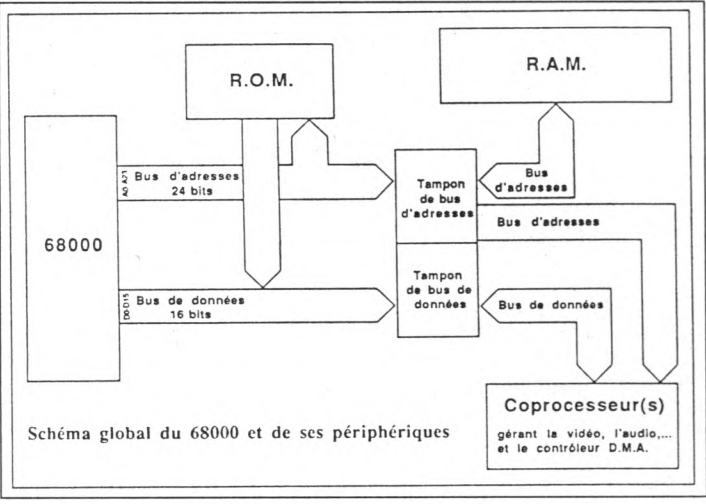 R.O.M.
R.A.M.
68000
A0 A23
Bus d'adresses
24 bits
Tampon
de bus
d'adresses
Bus
d'adresses
Bus d'adresses
D0-D15
Bus de données
16 bits
Tampon
de bus de
données
Bus de données
Coprocesseur(s)
gérant la vidéo, l'audio,...
et le contrôleur D.M.A.
Schéma global du 68000 et de ses périphériques